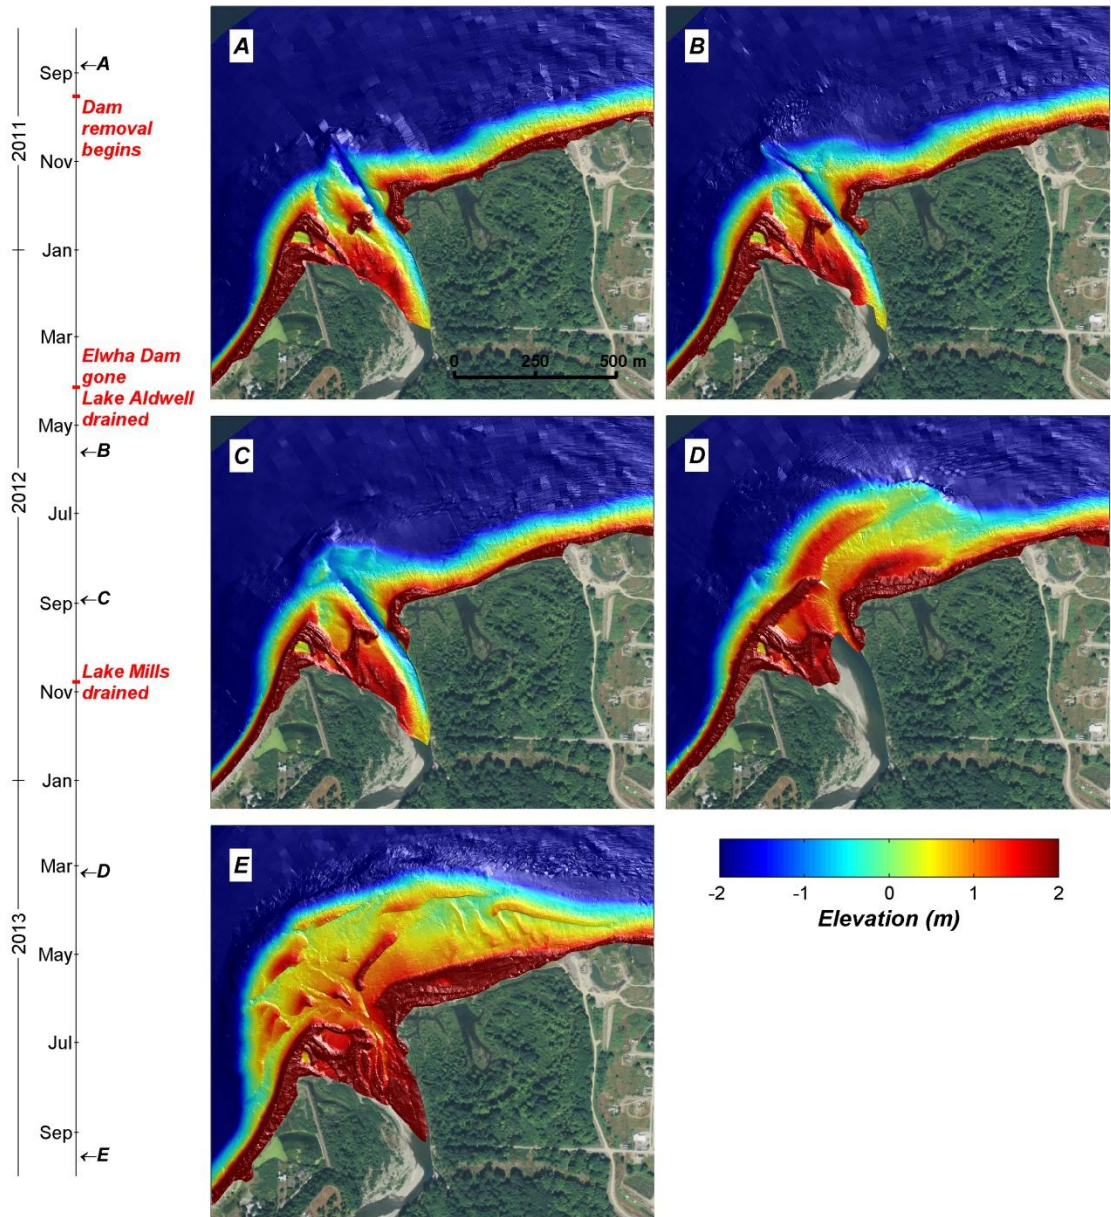 ←A
Sep
Dam
removal
begins
2011
Nov
Jan
Mar
Elwha Dam
gone
Lake Aldwell
drained
May
←B
2012
Jul
Sep
←C
Lake Mills
drained
Nov
Jan
Mar
←D
2013
May
Jul
Sep
←E
A
0 250 500 m
B
C
D
E
-2 -1 0 1 2
Elevation (m)